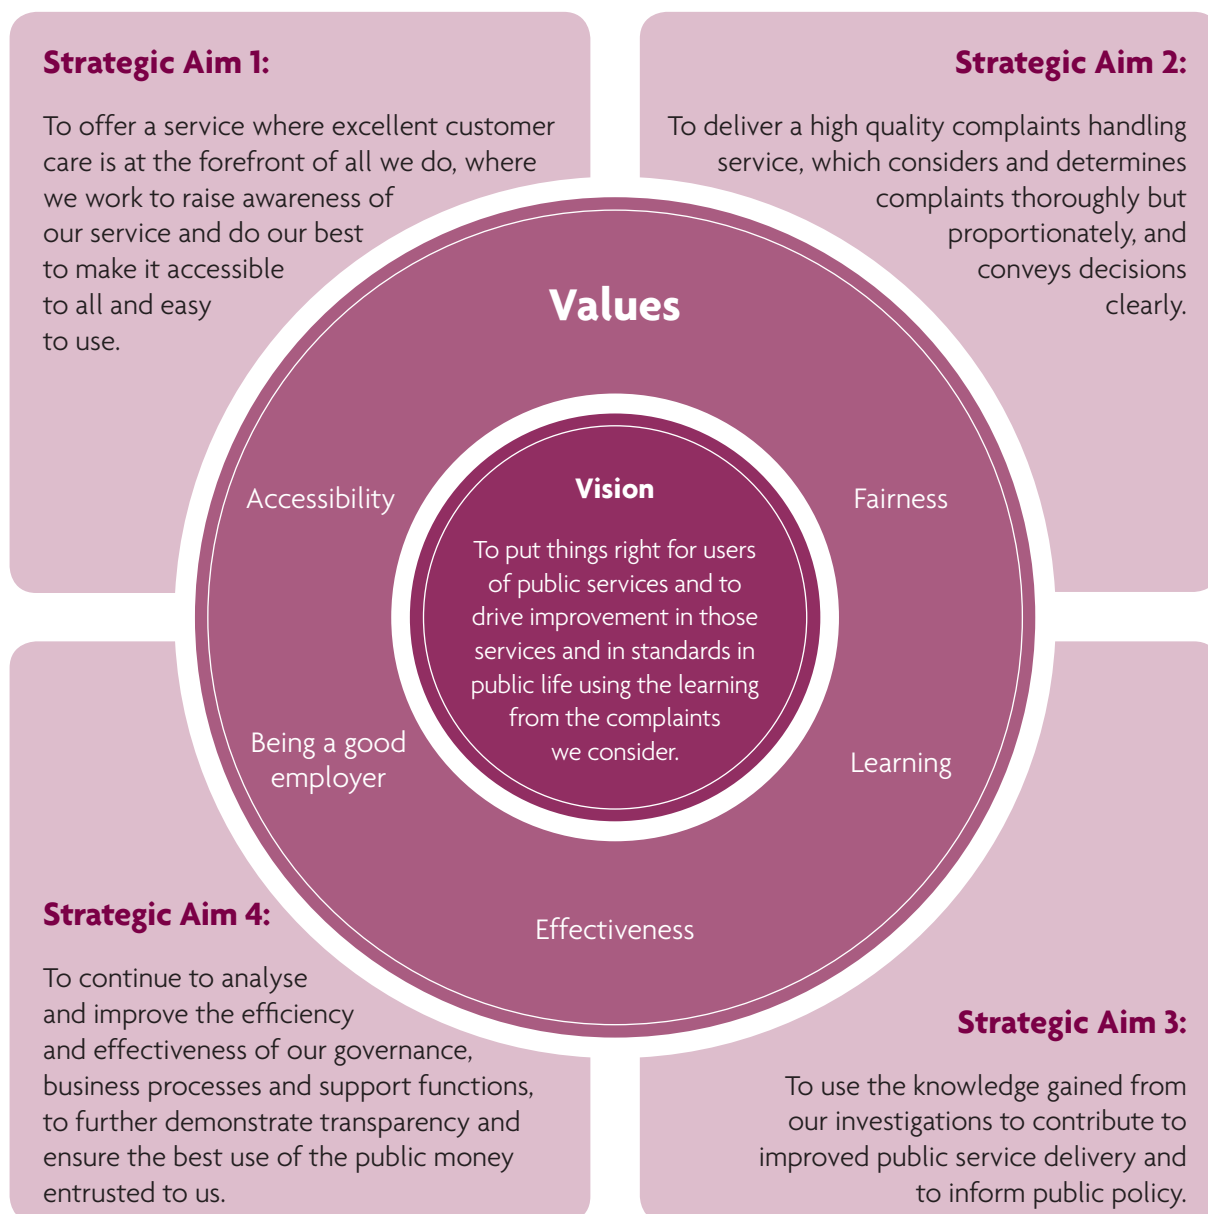 Strategic Aim 1:
To offer a service where excellent customer
care is at the forefront of all we do, where
we work to raise awareness of
our service and do our best
to make it accessible
to all and easy
to use.
Strategic Aim 2:
To deliver a high quality complaints handling
service, which considers and determines
complaints thoroughly but
proportionately, and
conveys decisions
clearly.
Values
Accessibility
Fairness
Vision
To put things right for users
of public services and to
drive improvement in those
services and in standards in
public life using the learning
from the complaints
we consider.
Being a good
employer
Learning
Effectiveness
Strategic Aim 4:
To continue to analyse
and improve the efficiency
and effectiveness of our governance,
business processes and support functions,
to further demonstrate transparency and
ensure the best use of the public money
entrusted to us.
Strategic Aim 3:
To use the knowledge gained from
our investigations to contribute to
improved public service delivery and
to inform public policy.